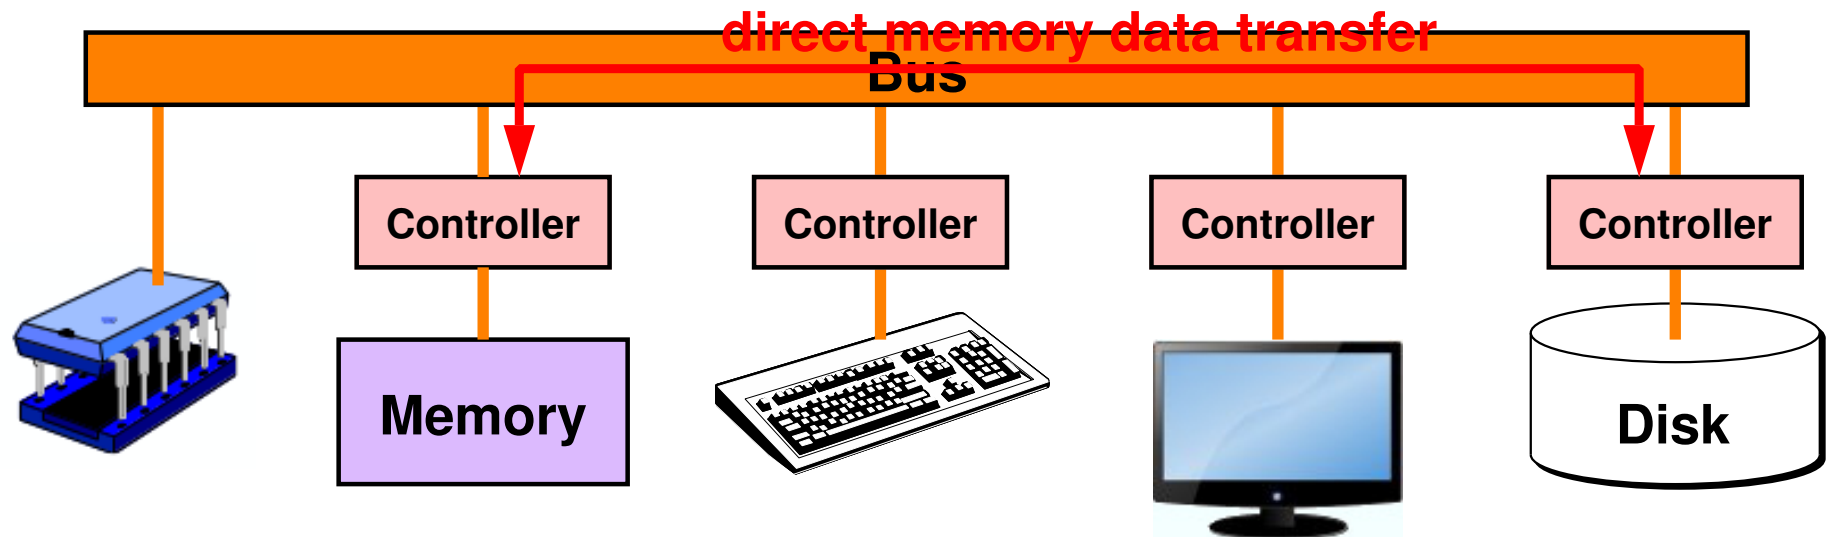 direct memory data transfer
Bus
Controller
Controller
Controller
Controller
Memory
Disk